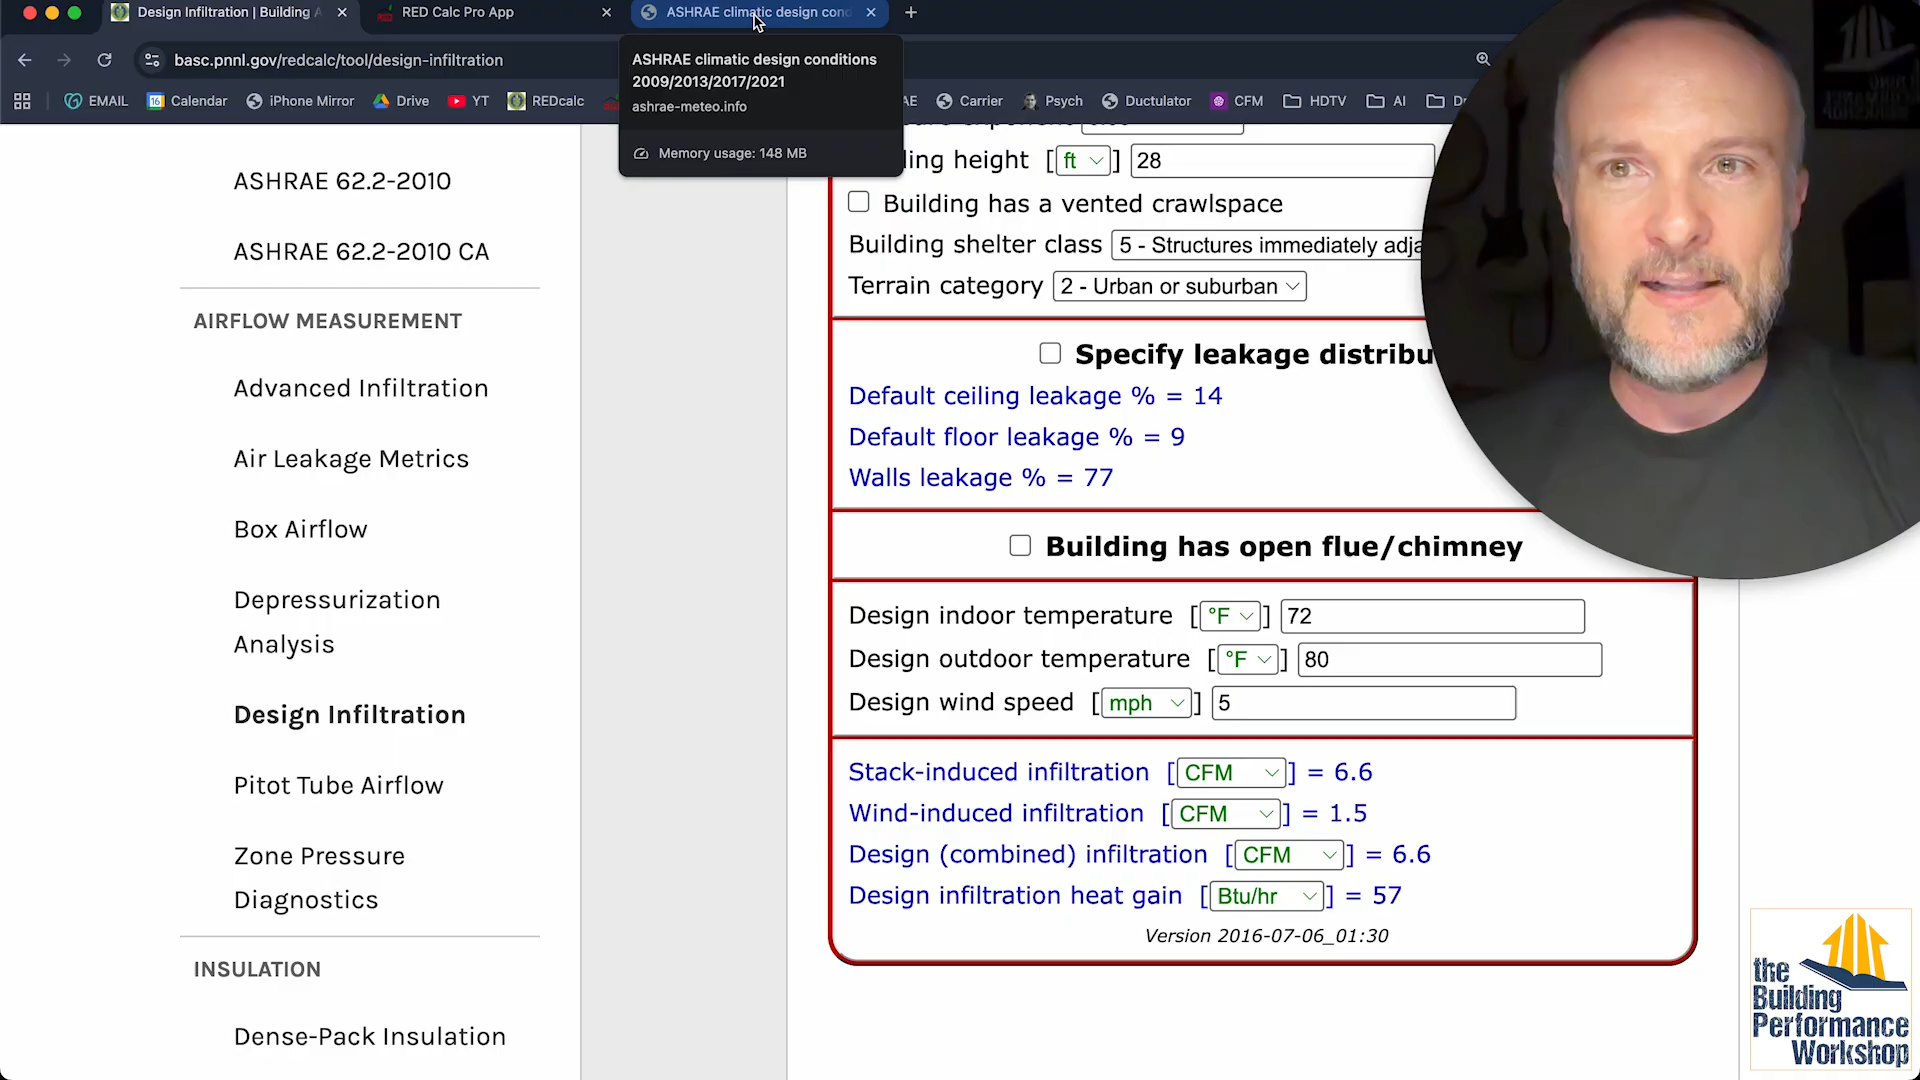 Design Infiltration | Building A
RED Calc Pro App
ASHRAE climatic design cond
basc.pnnl.gov/redcalc/tool/design-infiltration
ASHRAE climatic design conditions
2009/2013/2017/2021
ashrae-meteo.info
Memory usage: 148 MB
EMAIL
Calendar
iPhone Mirror
Drive
YT
REDcalc
AE
Carrier
Psych
Ductulator
CFM
HDTV
AI
ASHRAE 62.2-2010
ASHRAE 62.2-2010 CA
AIRFLOW MEASUREMENT
Advanced Infiltration
Air Leakage Metrics
Box Airflow
Depressurization
Analysis
Design Infiltration
Pitot Tube Airflow
Zone Pressure
Diagnostics
INSULATION
Dense-Pack Insulation
ling height [ft] 28
Building has a vented crawlspace
Building shelter class 5 - Structures immediately adja
Terrain category 2 - Urban or suburban
Specify leakage distribu
Default ceiling leakage % = 14
Default floor leakage % = 9
Walls leakage % = 77
Building has open flue/chimney
Design indoor temperature [°F] 72
Design outdoor temperature [°F] 80
Design wind speed [mph] 5
Stack-induced infiltration [CFM] = 6.6
Wind-induced infiltration [CFM] = 1.5
Design (combined) infiltration [CFM] = 6.6
Design infiltration heat gain [Btu/hr] = 57
Version 2016-07-06_01:30
the
Building
Performance
Workshop